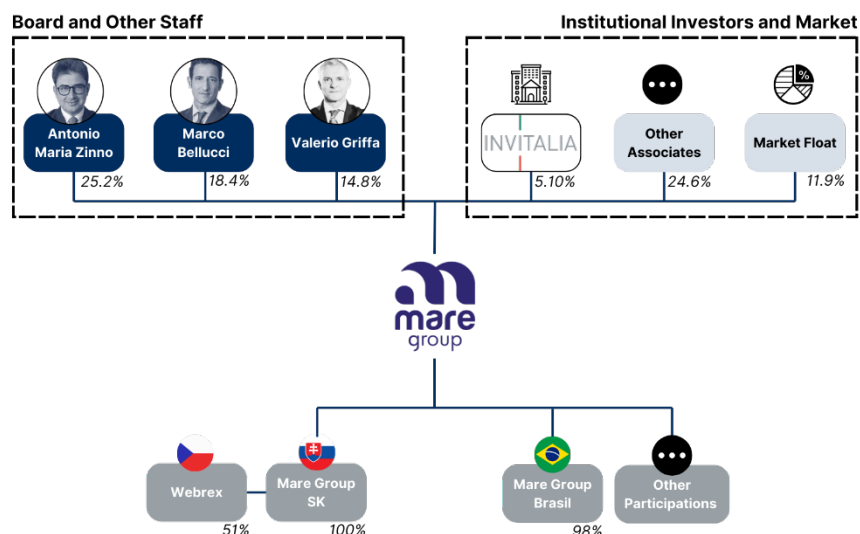 Board and Other Staff
Institutional Investors and Market
%
Antonio
Maria Zinno
Marco
Bellucci
Valerio Griffa
INVITALIA
Other
Associates
Market Float
25.2%
18.4%
14.8%
5.10%
24.6%
11.9%
mare
group
Webrex
Mare Group
SK
Mare Group
Brasil
Other
Participations
51%
100%
98%